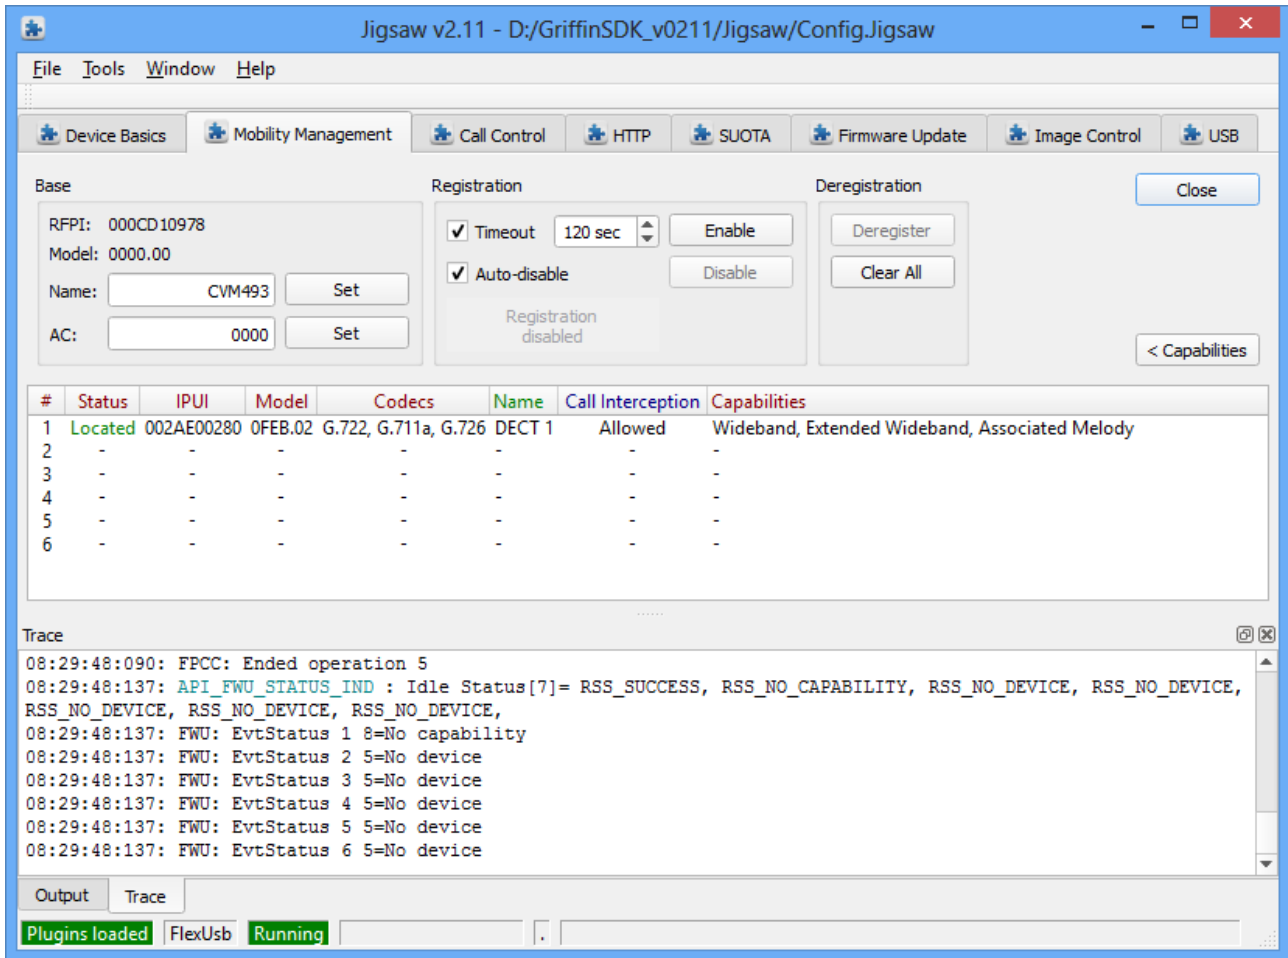 Jigsaw v2.11 - D:/GriffinSDK_v0211/Jigsaw/Config.Jigsaw
File Tools Window Help
Device Basics Mobility Management Call Control HTTP SUOTA Firmware Update Image Control USB
Base Registration Deregistration Close
RFPI: 000CD10978
Timeout 120 sec Enable Deregister
Model: 0000.00
Auto-disable Disable Clear All
Name: CVM493 Set
Registration
disabled
AC: 0000 Set
< Capabilities
# Status IPUI Model Codecs Name Call Interception Capabilities
1 Located 002AE00280 0FEB.02 G.722, G.711a, G.726 DECT 1 Allowed Wideband, Extended Wideband, Associated Melody
2 - - - - - - -
3 - - - - - - -
4 - - - - - - -
5 - - - - - - -
6 - - - - - - -
Trace
08:29:48:090: FPCC: Ended operation 5
08:29:48:137: API_FWU_STATUS_IND : Idle Status[7]= RSS_SUCCESS, RSS_NO_CAPABILITY, RSS_NO_DEVICE, RSS_NO_DEVICE,
RSS_NO_DEVICE, RSS_NO_DEVICE, RSS_NO_DEVICE,
08:29:48:137: FWU: EvtStatus 1 8=No capability
08:29:48:137: FWU: EvtStatus 2 5=No device
08:29:48:137: FWU: EvtStatus 3 5=No device
08:29:48:137: FWU: EvtStatus 4 5=No device
08:29:48:137: FWU: EvtStatus 5 5=No device
08:29:48:137: FWU: EvtStatus 6 5=No device
Output Trace
Plugins loaded FlexUsb Running .